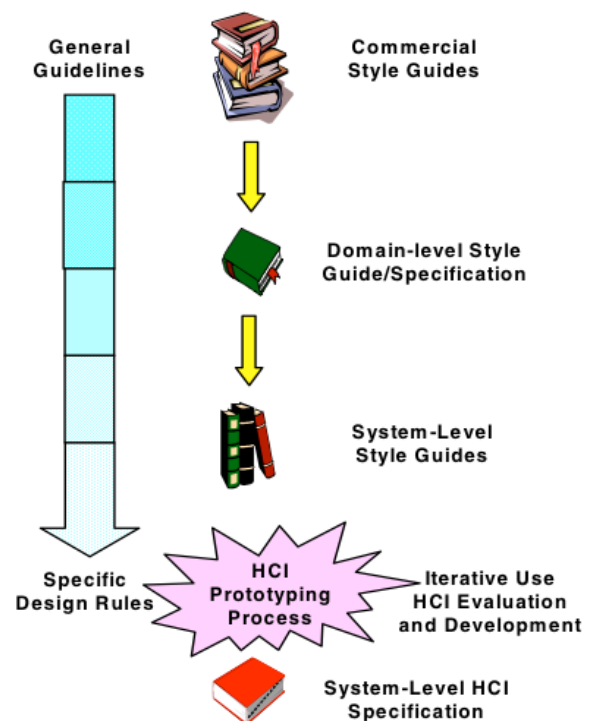 General
Guidelines
Commercial
Style Guides
Domain-level Style
Guide/Specification
System-Level
Style Guides
Specific
Design Rules
HCI
Prototyping
Process
Iterative Use
HCI Evaluation
and Development
System-Level HCI
Specification